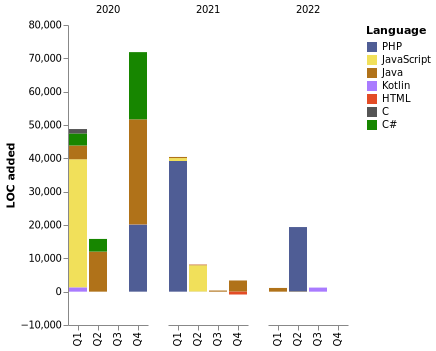 2020 2021 2022
LOC added
80,000
70,000
60,000
50,000
40,000
30,000
20,000
10,000
0
−10,000
Q1 Q2 Q3 Q4 Q1 Q2 Q3 Q4 Q1 Q2 Q3 Q4
Language
PHP
JavaScript
Java
Kotlin
HTML
C
C#